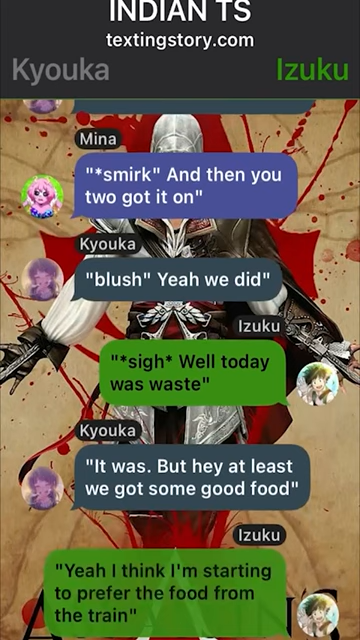 INDIAN TS
textingstory.com
Kyouka Izuku
Mina
"*smirk" And then you
two got it on"
Kyouka
"blush" Yeah we did"
Izuku
"*sigh* Well today
was waste"
Kyouka
"It was. But hey at least
we got some good food"
Izuku
"Yeah I think I'm starting
to prefer the food from
the train"